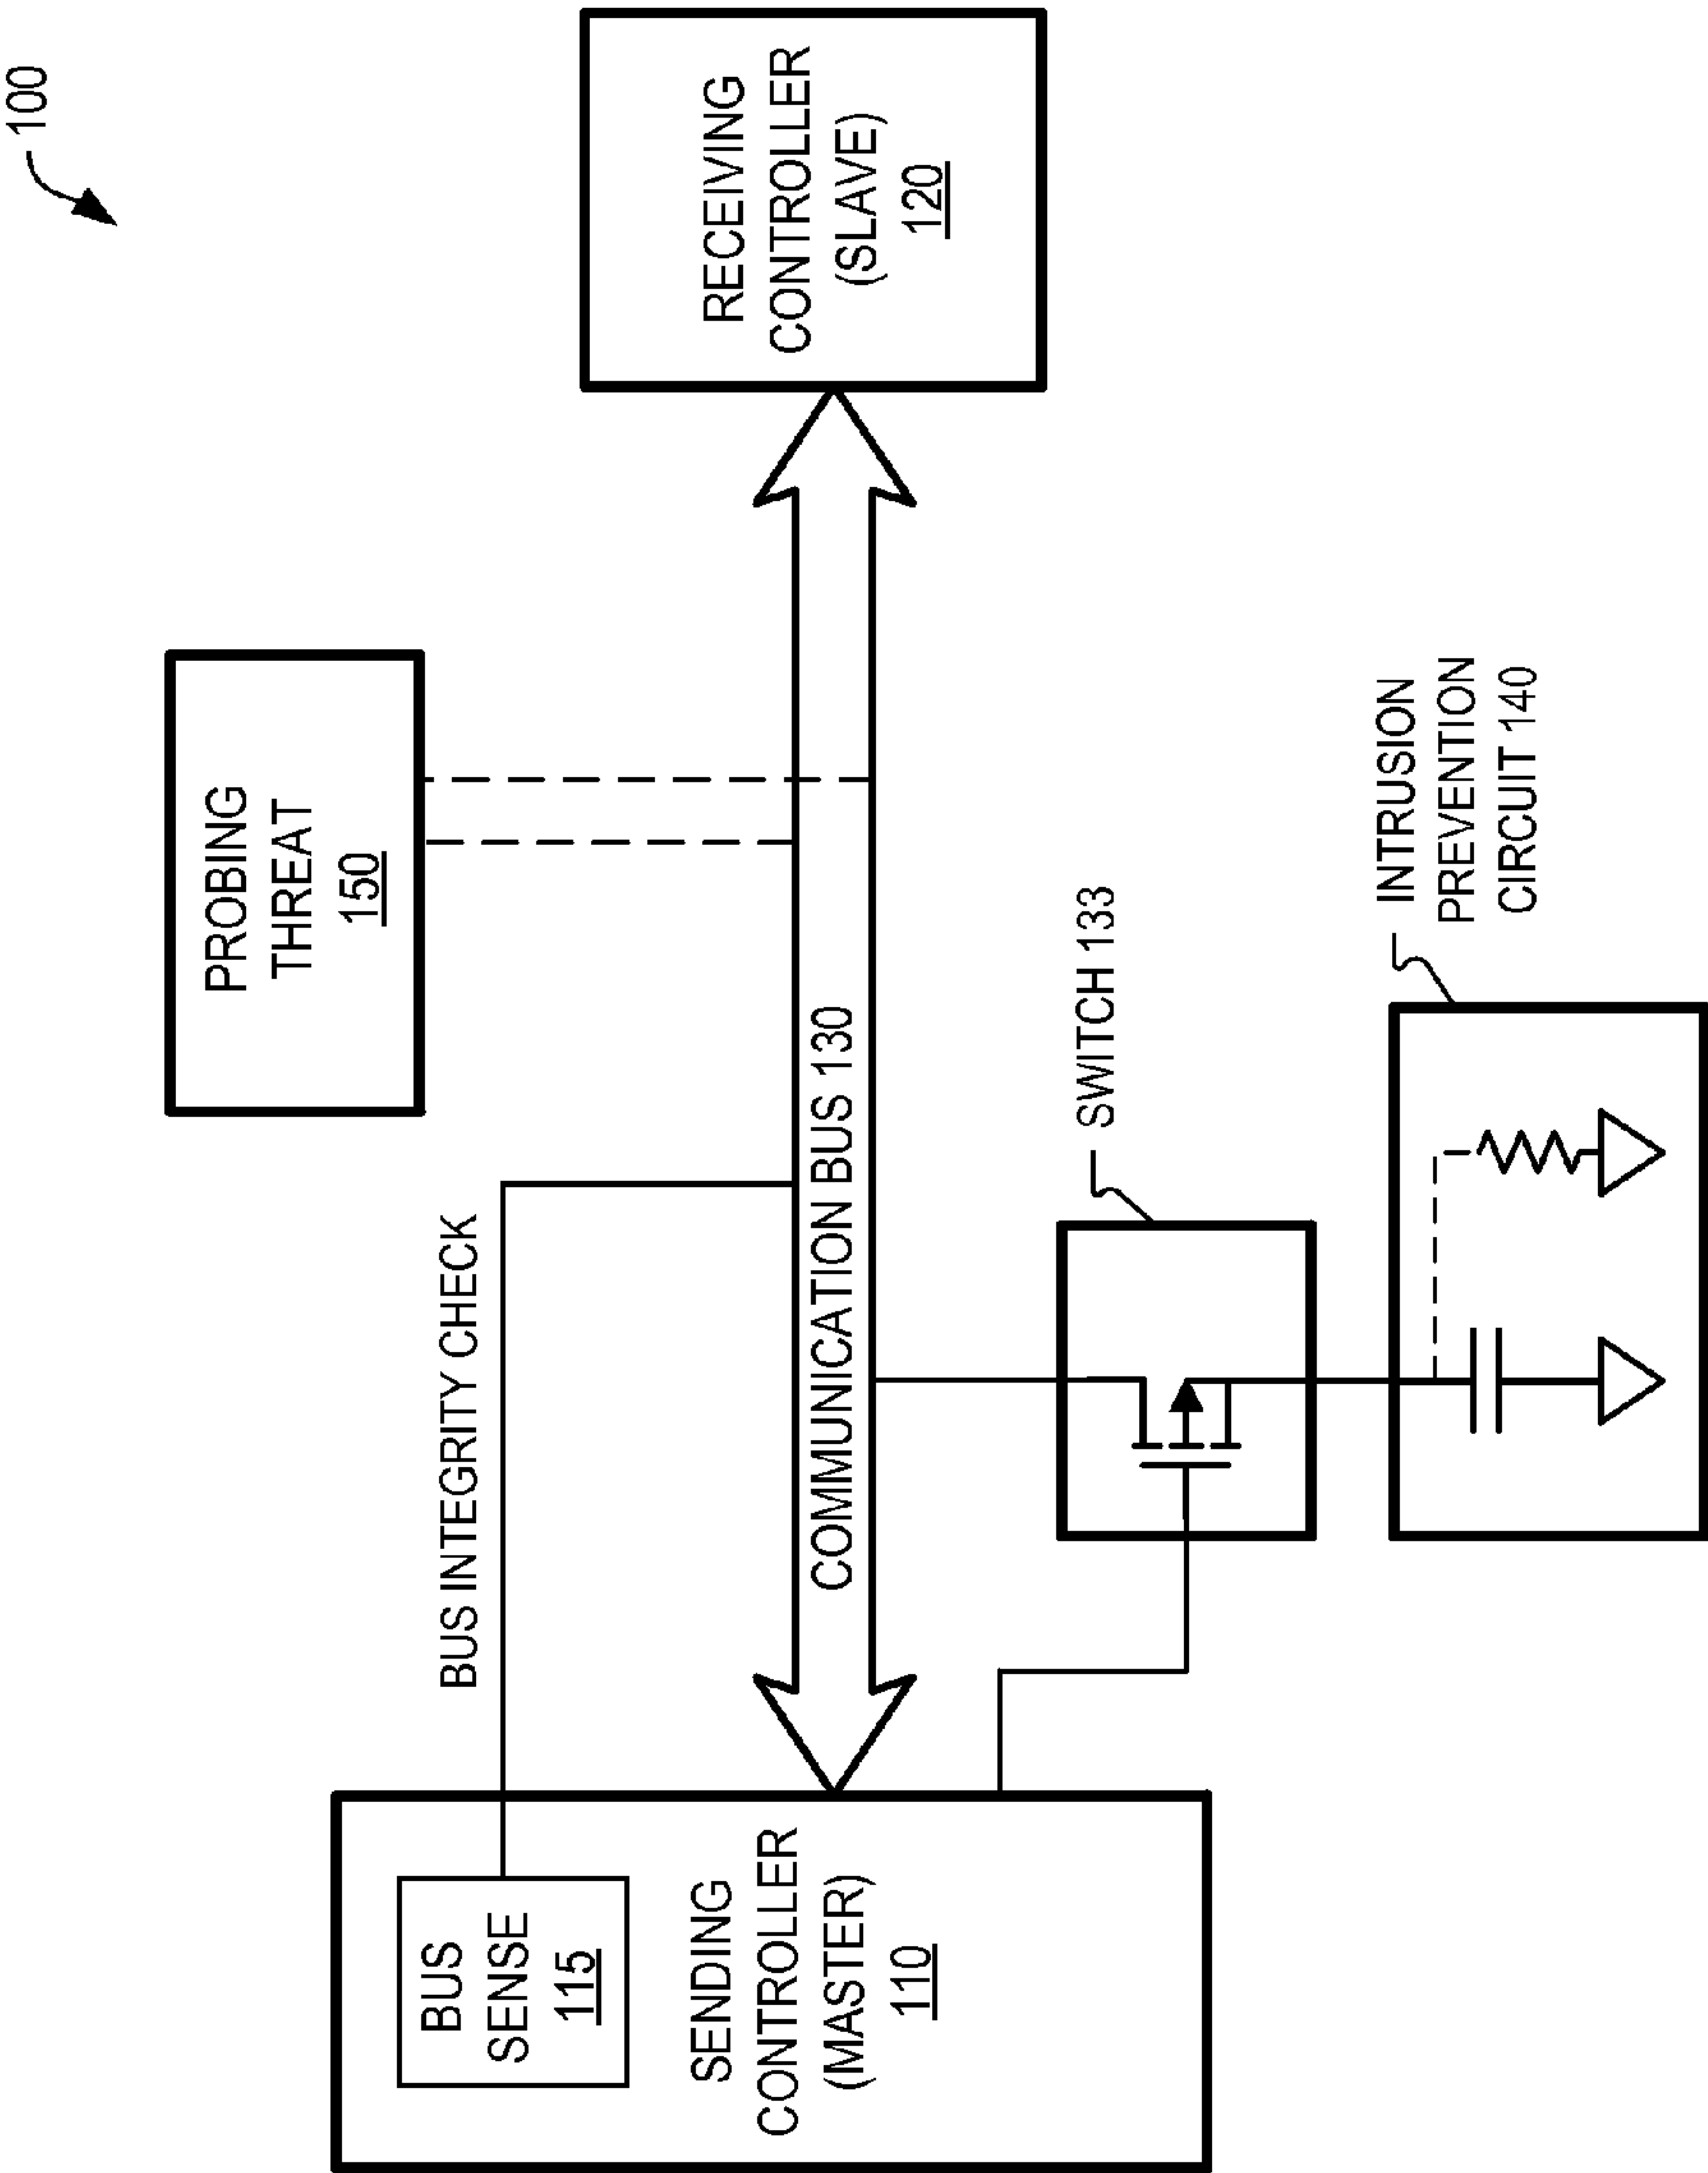 100
PROBING
THREAT
150
BUS INTEGRITY CHECK
BUS
SENSE
115
SENDING
CONTROLLER
(MASTER)
110
COMMUNICATION BUS 130
RECEIVING
CONTROLLER
(SLAVE)
120
SWITCH 133
INTRUSION
PREVENTION
CIRCUIT 140